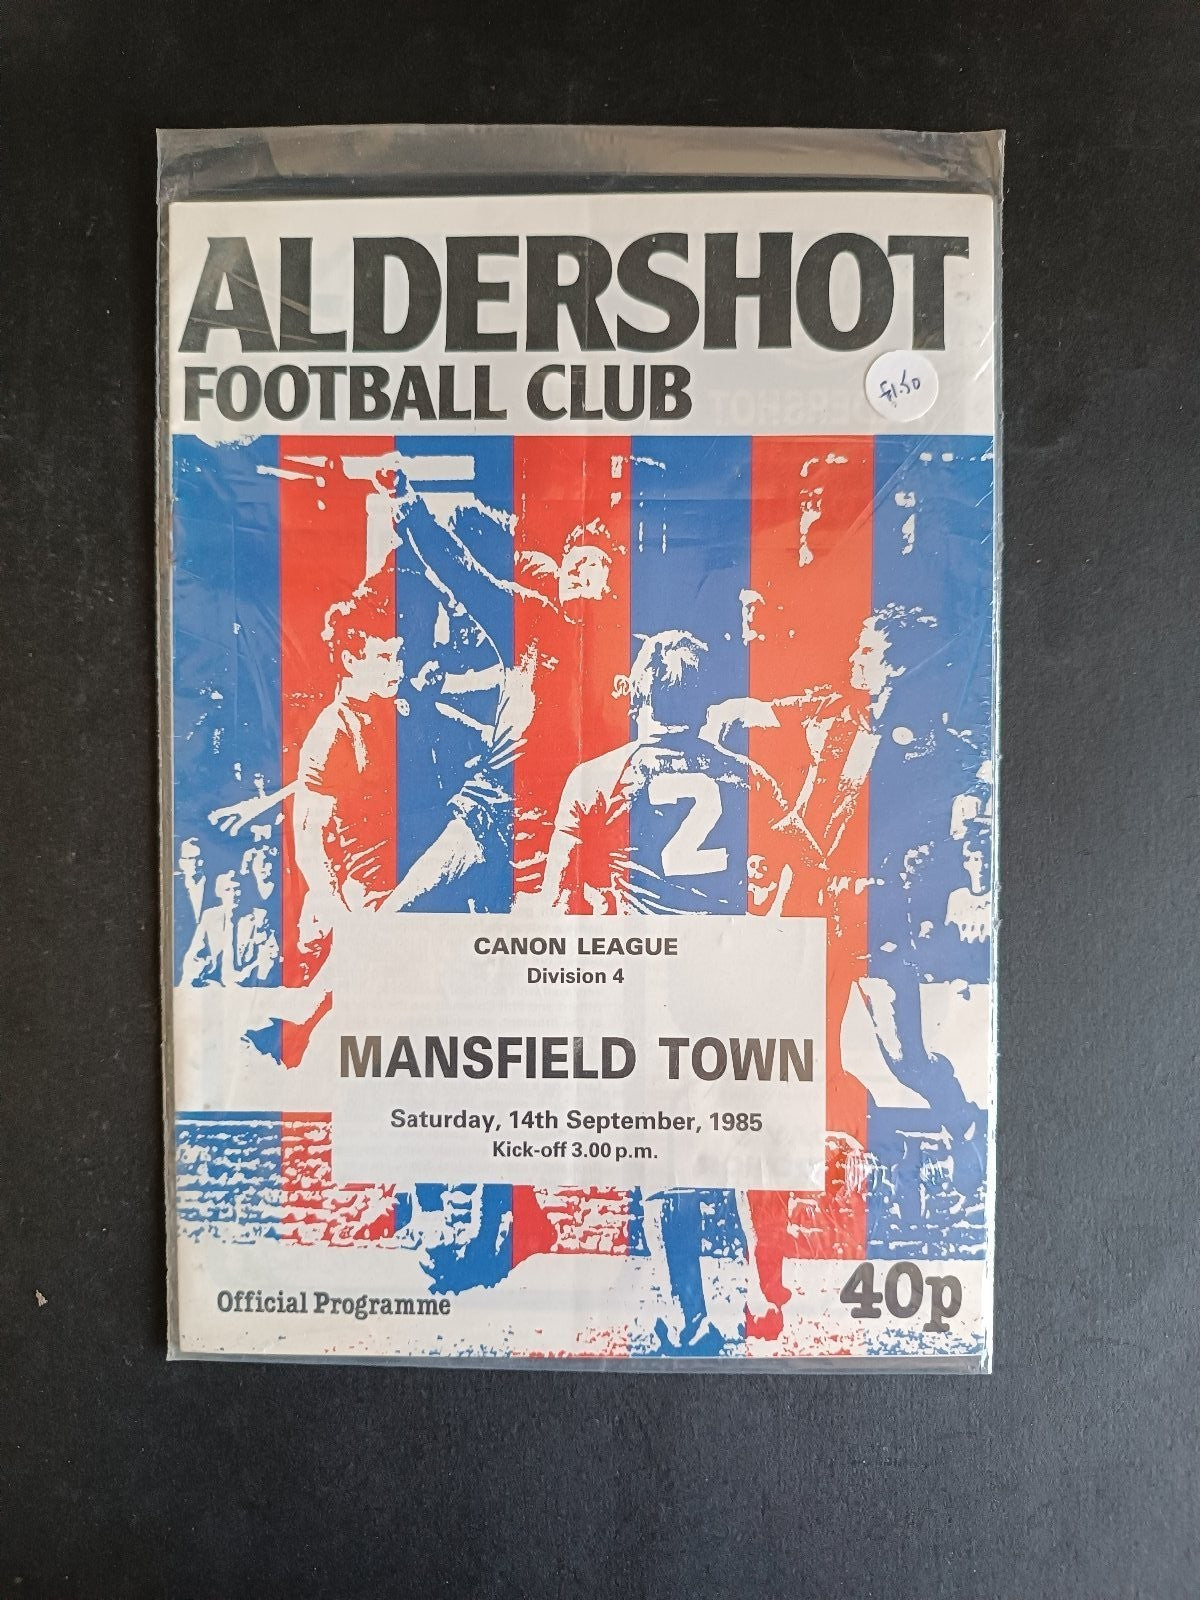 ALDERSHOT
FOOTBALL CLUB
£1.50
2
CANON LEAGUE
Division 4
MANSFIELD TOWN
Saturday, 14th September, 1985
Kick-off 3.00 p.m.
Official Programme
40p